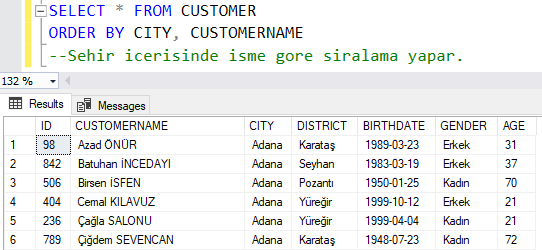 SELECT * FROM CUSTOMER
ORDER BY CITY, CUSTOMERNAME
--Sehir icerisinde isme gore siralama yapar.
132 %
Results Messages
ID CUSTOMERNAME CITY DISTRICT BIRTHDATE GENDER AGE
1 98 Azad ÖNÜR Adana Karataş 1989-03-23 Erkek 31
2 842 Batuhan İNCEDAYI Adana Seyhan 1983-03-19 Erkek 37
3 506 Birsen İSFEN Adana Pozantı 1950-01-25 Kadın 70
4 404 Cemal KILAVUZ Adana Yüreğir 1999-10-12 Erkek 21
5 236 Çağla SALONU Adana Yüreğir 1999-04-04 Kadın 21
6 789 Çiğdem SEVENCAN Adana Karataş 1948-07-23 Kadın 72